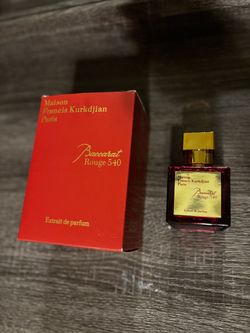 Maison
Francis Kurkdjian
Paris
Baccarat
Rouge 540
Extrait de parfum
Maison
Francis Kurkdjian
Paris
Baccarat
Rouge 540
Extrait de parfum